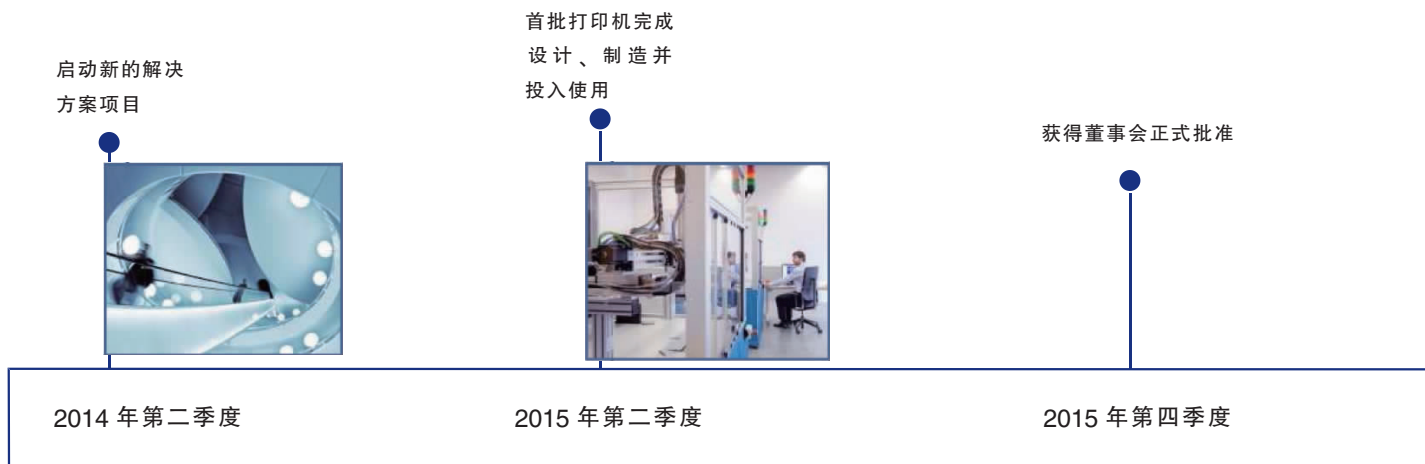 启动新的解决
方案项目
首批打印机完成
设计、制造并
投入使用
获得董事会正式批准
2014 年第二季度
2015 年第二季度
2015 年第四季度